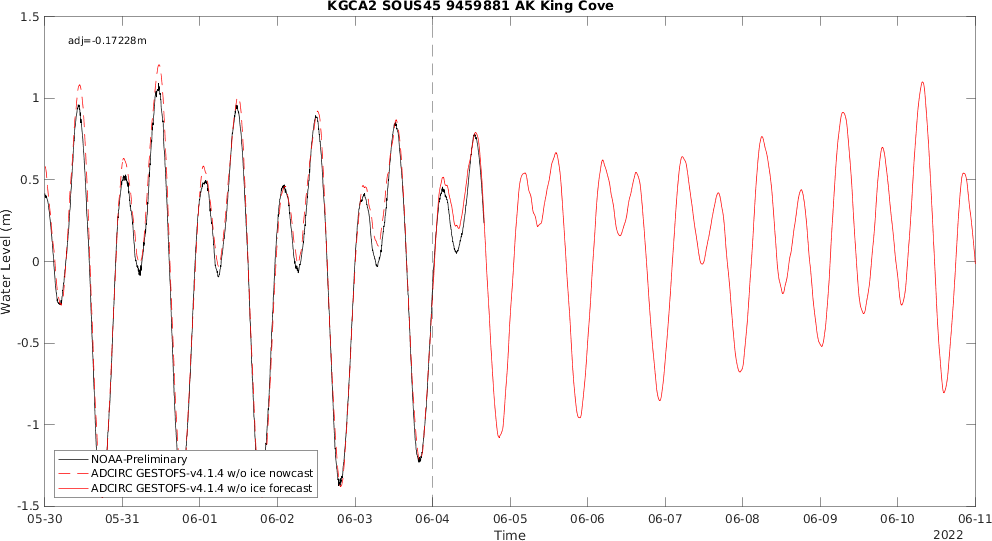 KGCA2 SOUS45 9459881 AK King Cove
adj=-0.17228m
Water Level (m)
1.5
1
0.5
0
-0.5
-1
-1.5
NOAA-Preliminary
ADCIRC GESTOFS-v4.1.4 w/o ice nowcast
ADCIRC GESTOFS-v4.1.4 w/o ice forecast
05-30 05-31 06-01 06-02 06-03 06-04 06-05 06-06 06-07 06-08 06-09 06-10 06-11
Time
2022